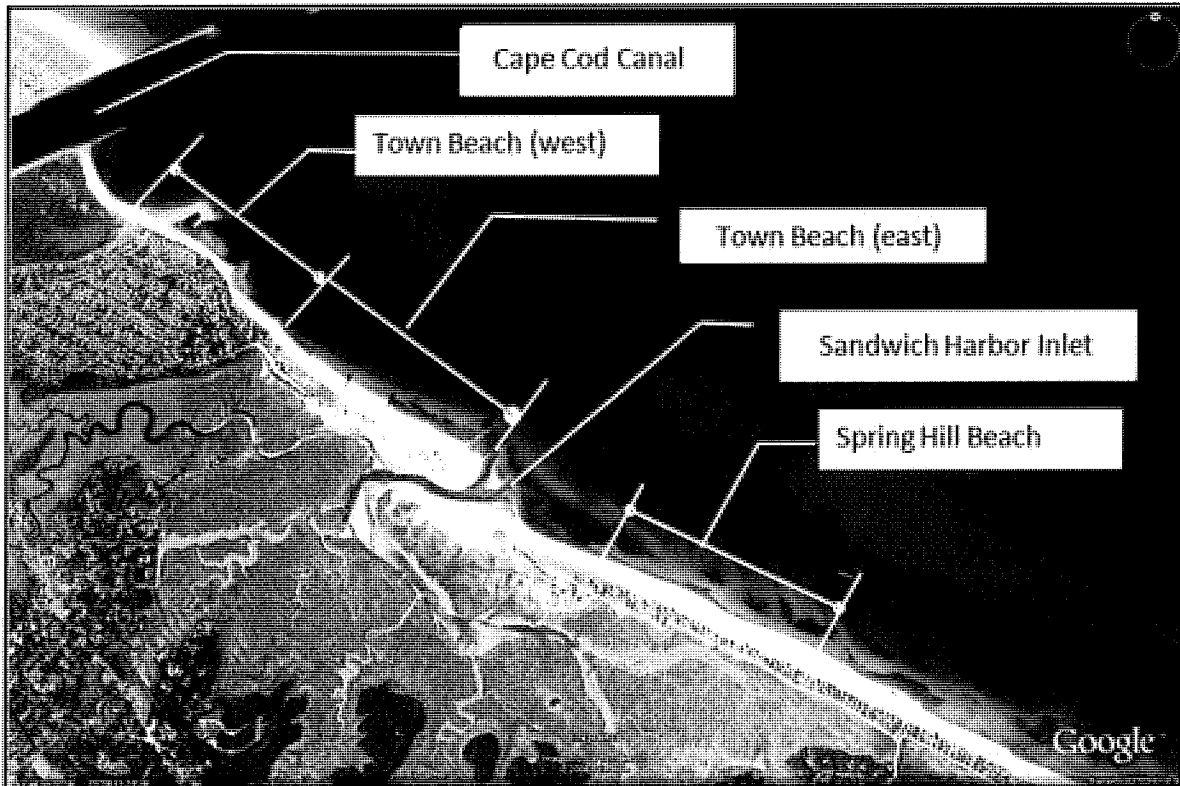 Cape Cod Canal
Town Beach (west)
Town Beach (east)
Sandwich Harbor Inlet
Spring Hill Beach
Google